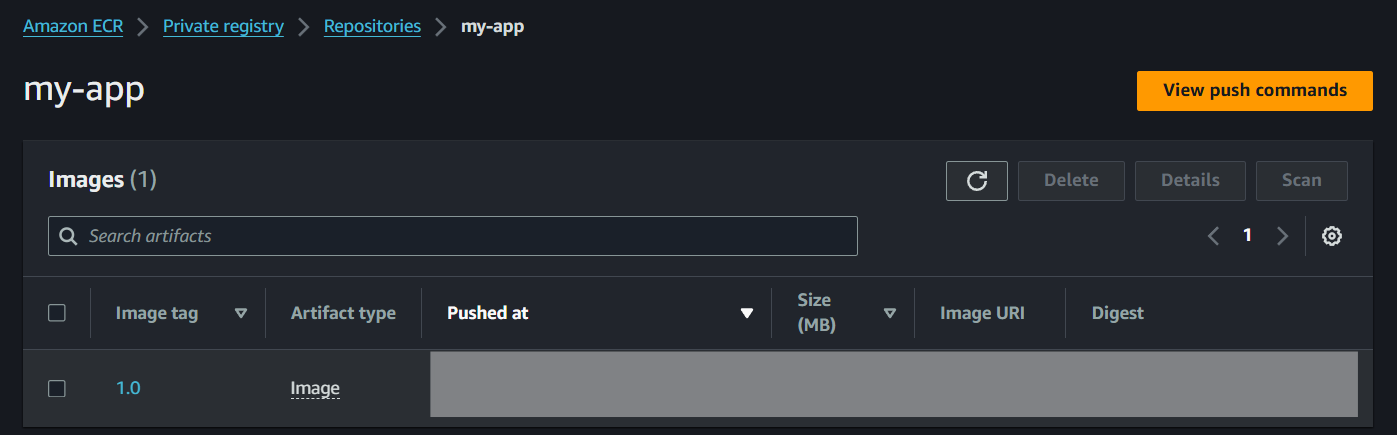 Amazon ECR > Private registry > Repositories > my-app
my-app
View push commands
Images (1)
Delete Details Scan
Search artifacts
1
Image tag Artifact type Pushed at Size (MB) Image URI Digest
1.0 Image